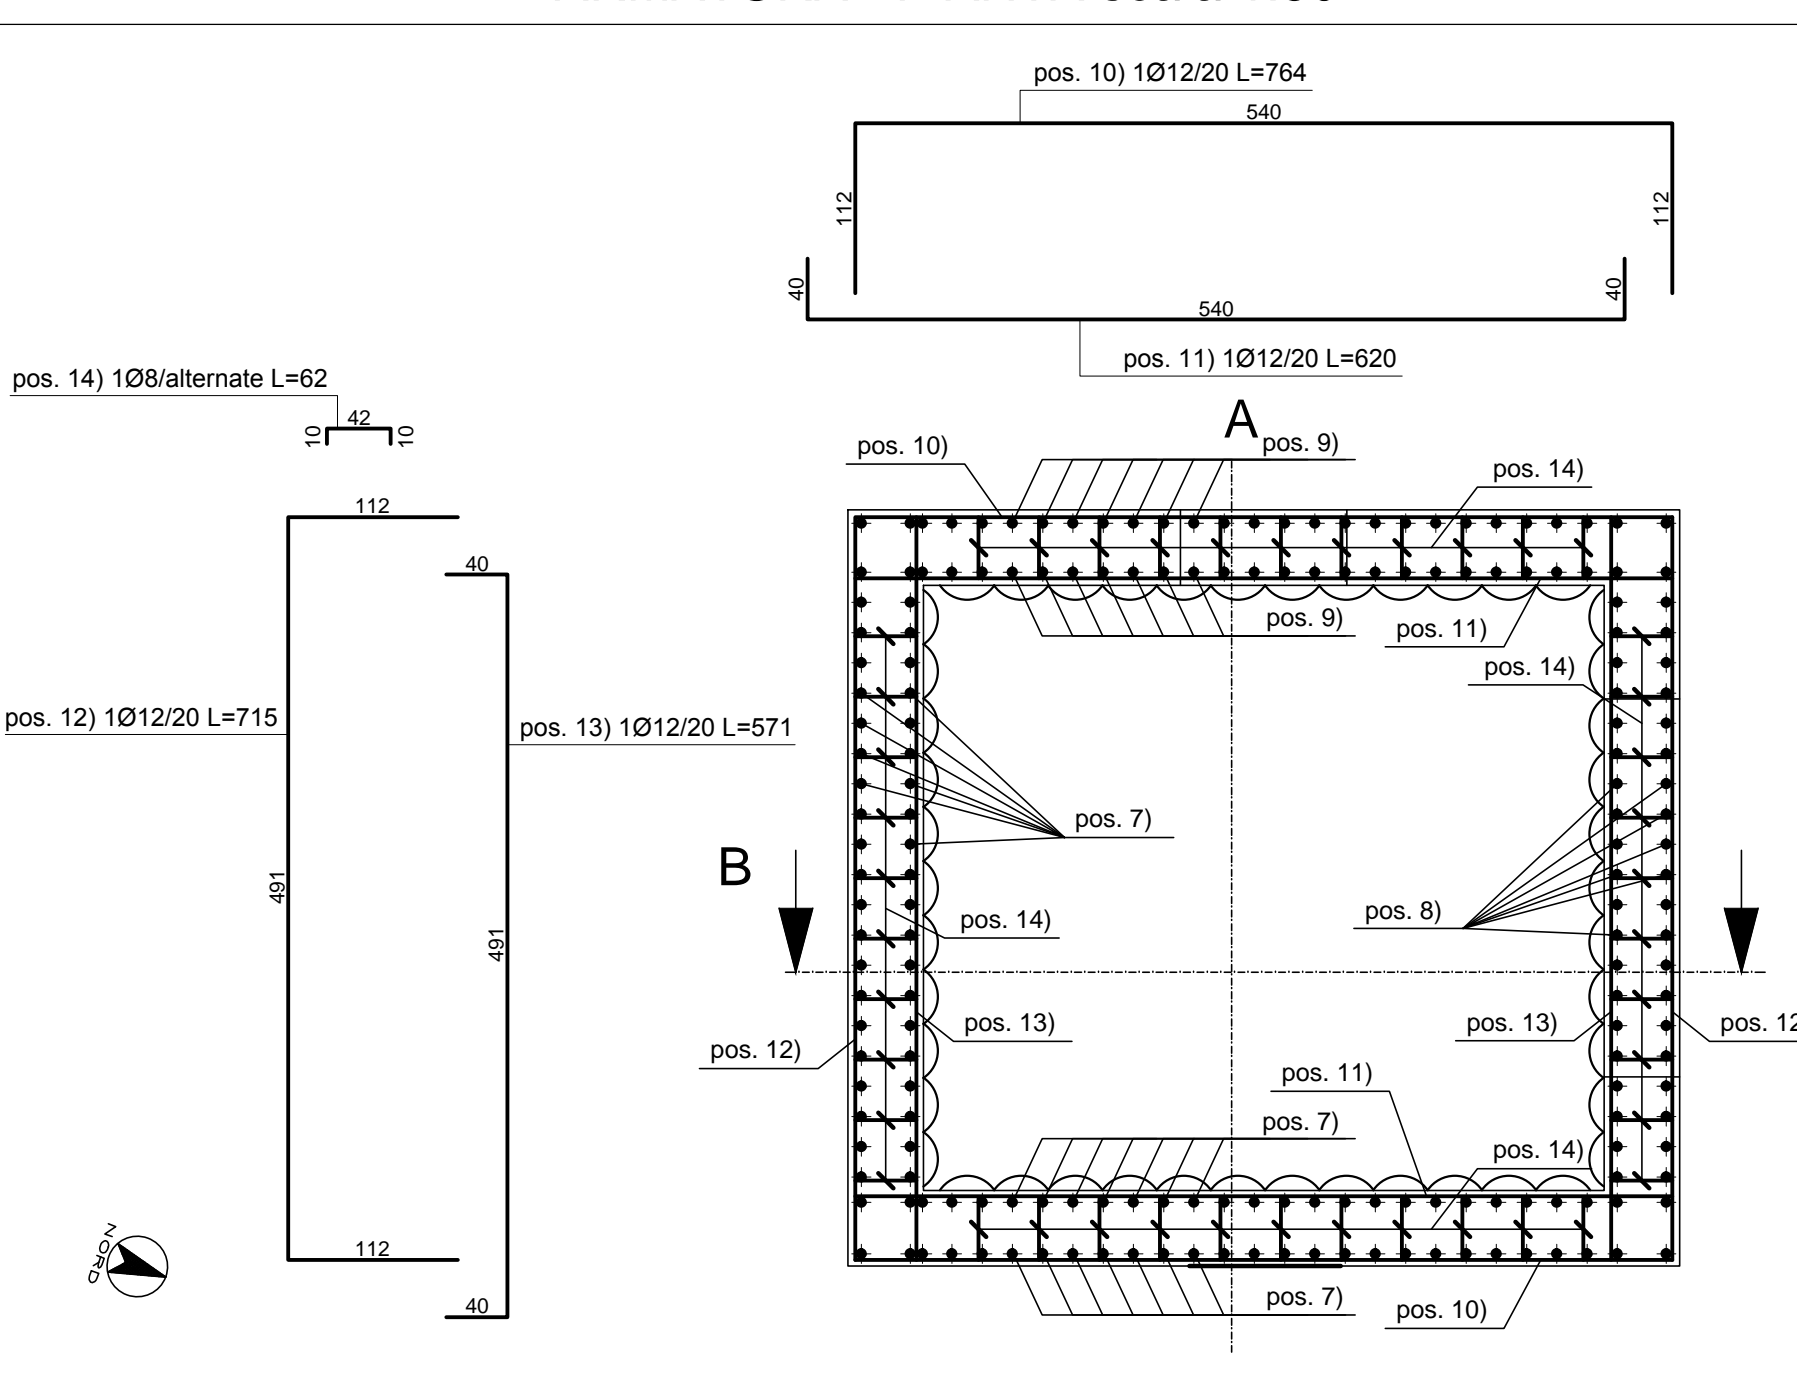 pos. 10) 1Ø12/20 L=764
540
112
112
40
40
540
pos. 11) 1Ø12/20 L=620
pos. 14) 1Ø8/alternate L=62
42
10
10
A
pos. 10)
pos. 9)
pos. 14)
112
40
pos. 9)
pos. 11)
pos. 14)
pos. 12) 1Ø12/20 L=715
pos. 13) 1Ø12/20 L=571
pos. 7)
B
491
491
pos. 14)
pos. 8)
pos. 13)
pos. 13)
pos. 12
pos. 12)
pos. 11)
pos. 7)
pos. 14)
112
40
NORD
pos. 7)
pos. 10)